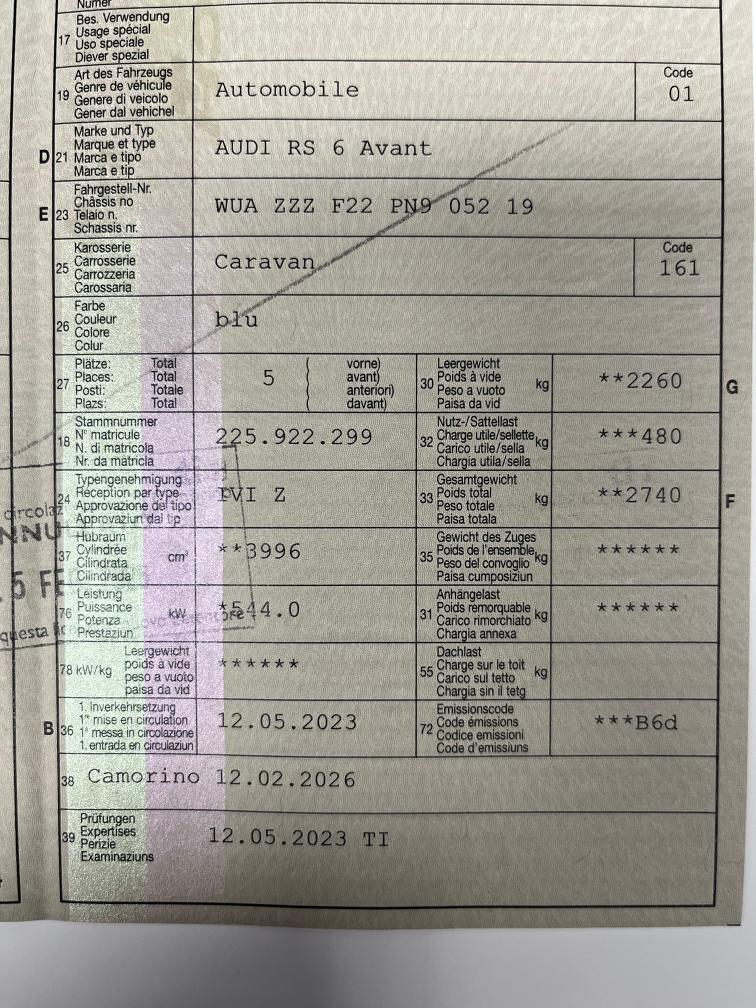 Numer
17 Bes. Verwendung
Usage spécial
Uso speciale
Diever spezial
19 Art des Fahrzeugs
Genre de véhicule
Genere di veicolo
Gener dal vehichel
Automobile
Code
01
D 21 Marke und Typ
Marque et type
Marca e tipo
Marca e tip
AUDI RS 6 Avant
E 23 Fahrgestell-Nr.
Châssis no
Telaio n.
Schassis nr.
WUA ZZZ F22 PN9 052 19
25 Karosserie
Carrosserie
Carrozzeria
Carossaria
Caravan
Code
161
26 Farbe
Couleur
Colore
Colur
blu
27 Plätze: Total
Places: Total
Posti: Totale
Plazs: Total
5
( vorne)
( avant)
( anteriori)
( davant)
30 Leergewicht
Poids à vide
Peso a vuoto
Paisa da vid
kg
**2260
G
18 Stammnummer
N° matricule
N. di matricola
Nr. da matricla
225.922.299
32 Nutz-/Sattellast
Charge utile/sellette
Carico utile/sella
Chargia utila/sella
kg
***480
24 Typengenehmigung
Réception par type
Approvazione del tipo
Approvaziun dal tip
IVI Z
33 Gesamtgewicht
Poids total
Peso totale
Paisa totala
kg
**2740
F
37 Hubraum
Cylindrée
Cilindrata
Cilindrada
cm³
**3996
35 Gewicht des Zuges
Poids de l'ensemble
Peso del convoglio
Paisa cumposiziun
kg
******
76 Leistung
Puissance
Potenza
Prestaziun
kW
*544.0
31 Anhängelast
Poids remorquable
Carico rimorchiato
Chargia annexa
kg
******
78 kW/kg
Leergewicht
poids à vide
peso a vuoto
paisa da vid
******
55 Dachlast
Charge sur le toit
Carico sul tetto
Chargia sin il tetg
kg
B 36 1. Inverkehrsetzung
1re mise en circulation
1a messa in circolazione
1. entrada en circulaziun
12.05.2023
72 Emissionscode
Code émissions
Codice emissioni
Code d'emissiuns
***B6d
38 Camorino 12.02.2026
39 Prüfungen
Expertises
Perizie
Examinaziuns
12.05.2023 TI
circolaz
NNU
5 FE
questa